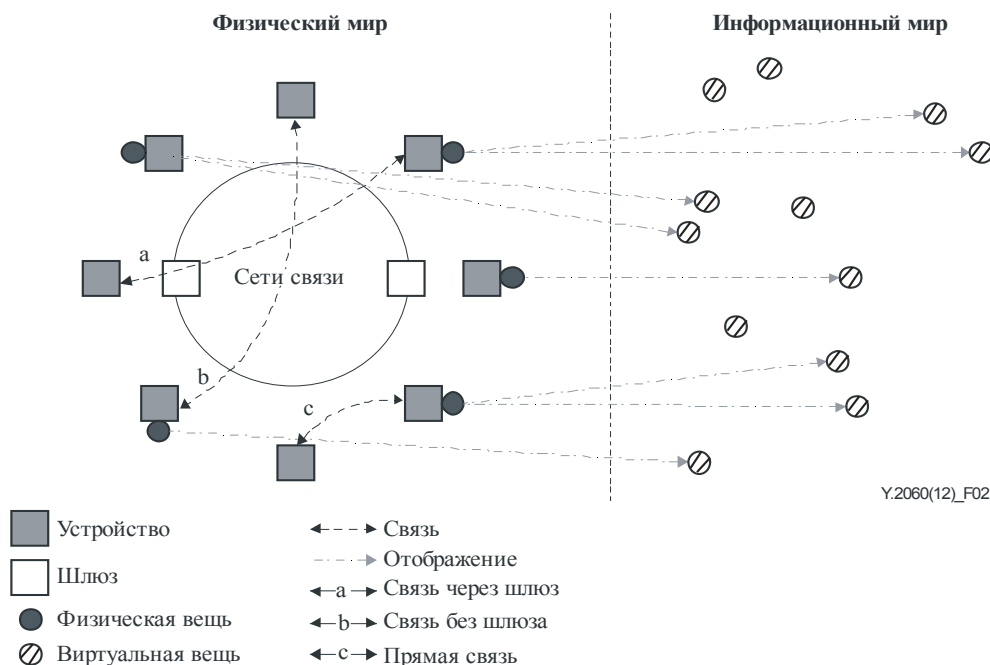 Физический мир
Информационный мир
a
Сети связи
b
c
Y.2060(12)_F02
Устройство
Шлюз
Физическая вещь
Виртуальная вещь
Связь
Отображение
a Связь через шлюз
b Связь без шлюза
c Прямая связь